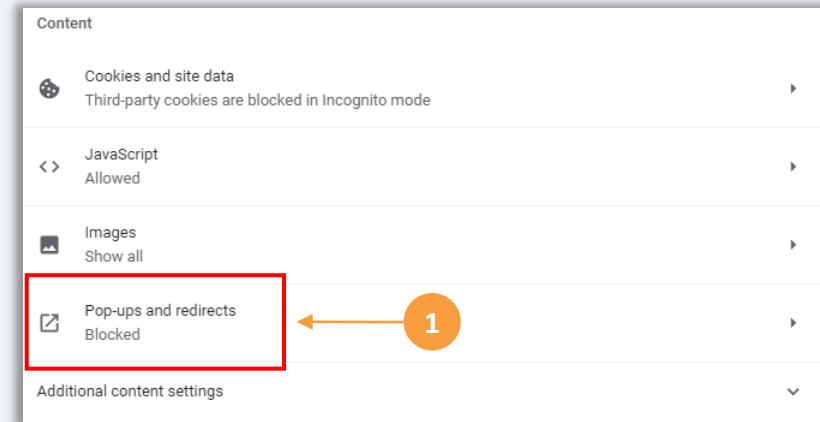 Content
Cookies and site data
Third-party cookies are blocked in Incognito mode
JavaScript
Allowed
Images
Show all
Pop-ups and redirects
Blocked
1
Additional content settings